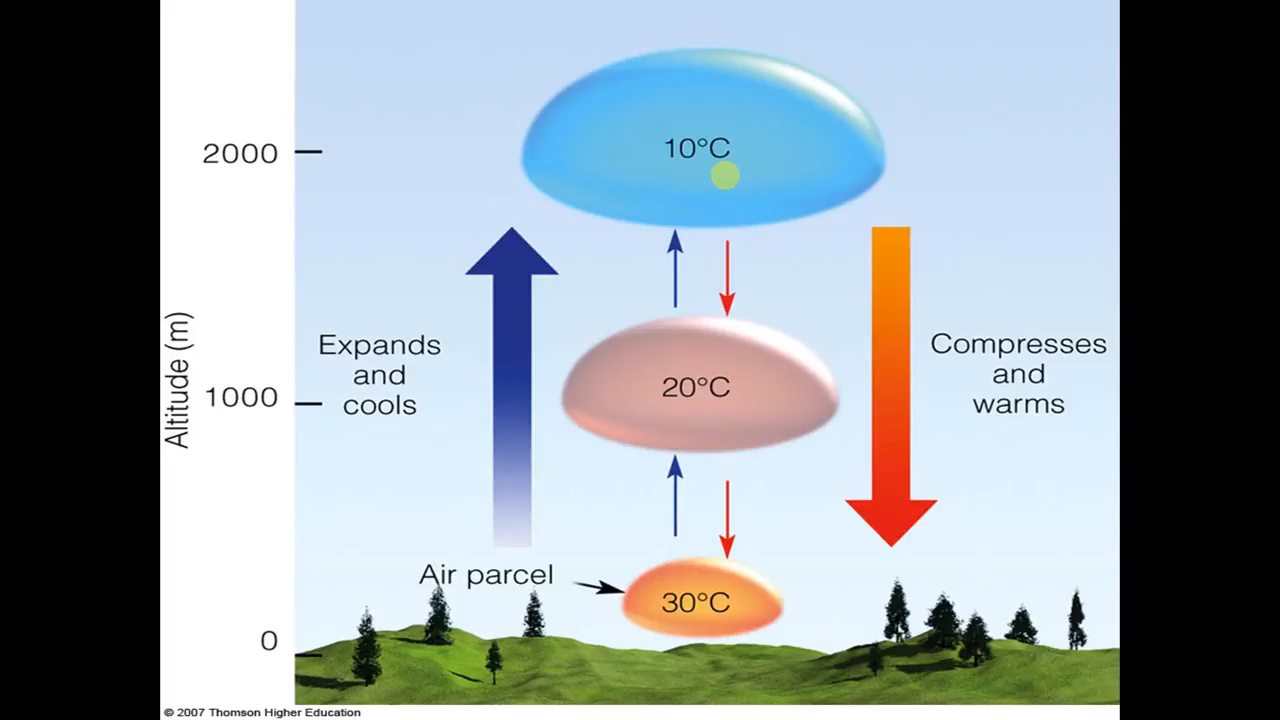 10°C
2000
Expands
and
cools
Compresses
and
warms
Altitude (m)
20°C
1000
Air parcel
30°C
0
© 2007 Thomson Higher Education